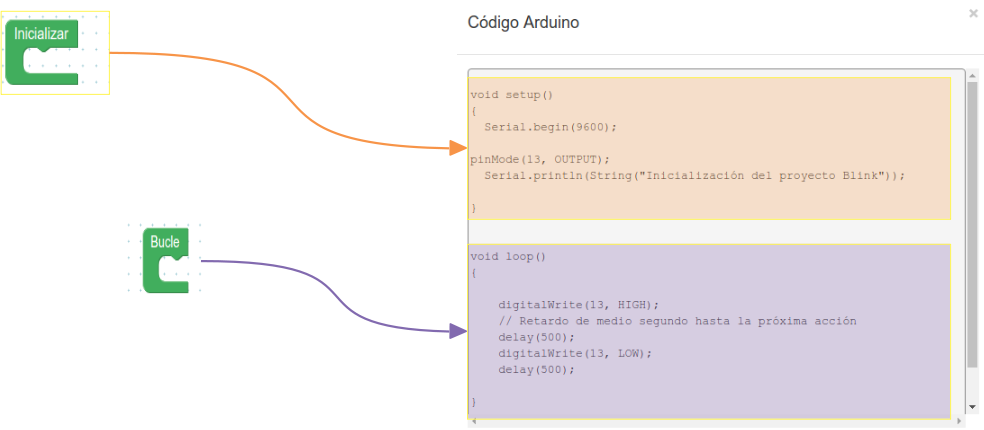 Inicializar
Bucle
Código Arduino
×
void setup()
{
  Serial.begin(9600);
pinMode(13, OUTPUT);
  Serial.println(String("Inicialización del proyecto Blink"));
}
void loop()
{
    digitalWrite(13, HIGH);
    // Retardo de medio segundo hasta la próxima acción
    delay(500);
    digitalWrite(13, LOW);
    delay(500);
}